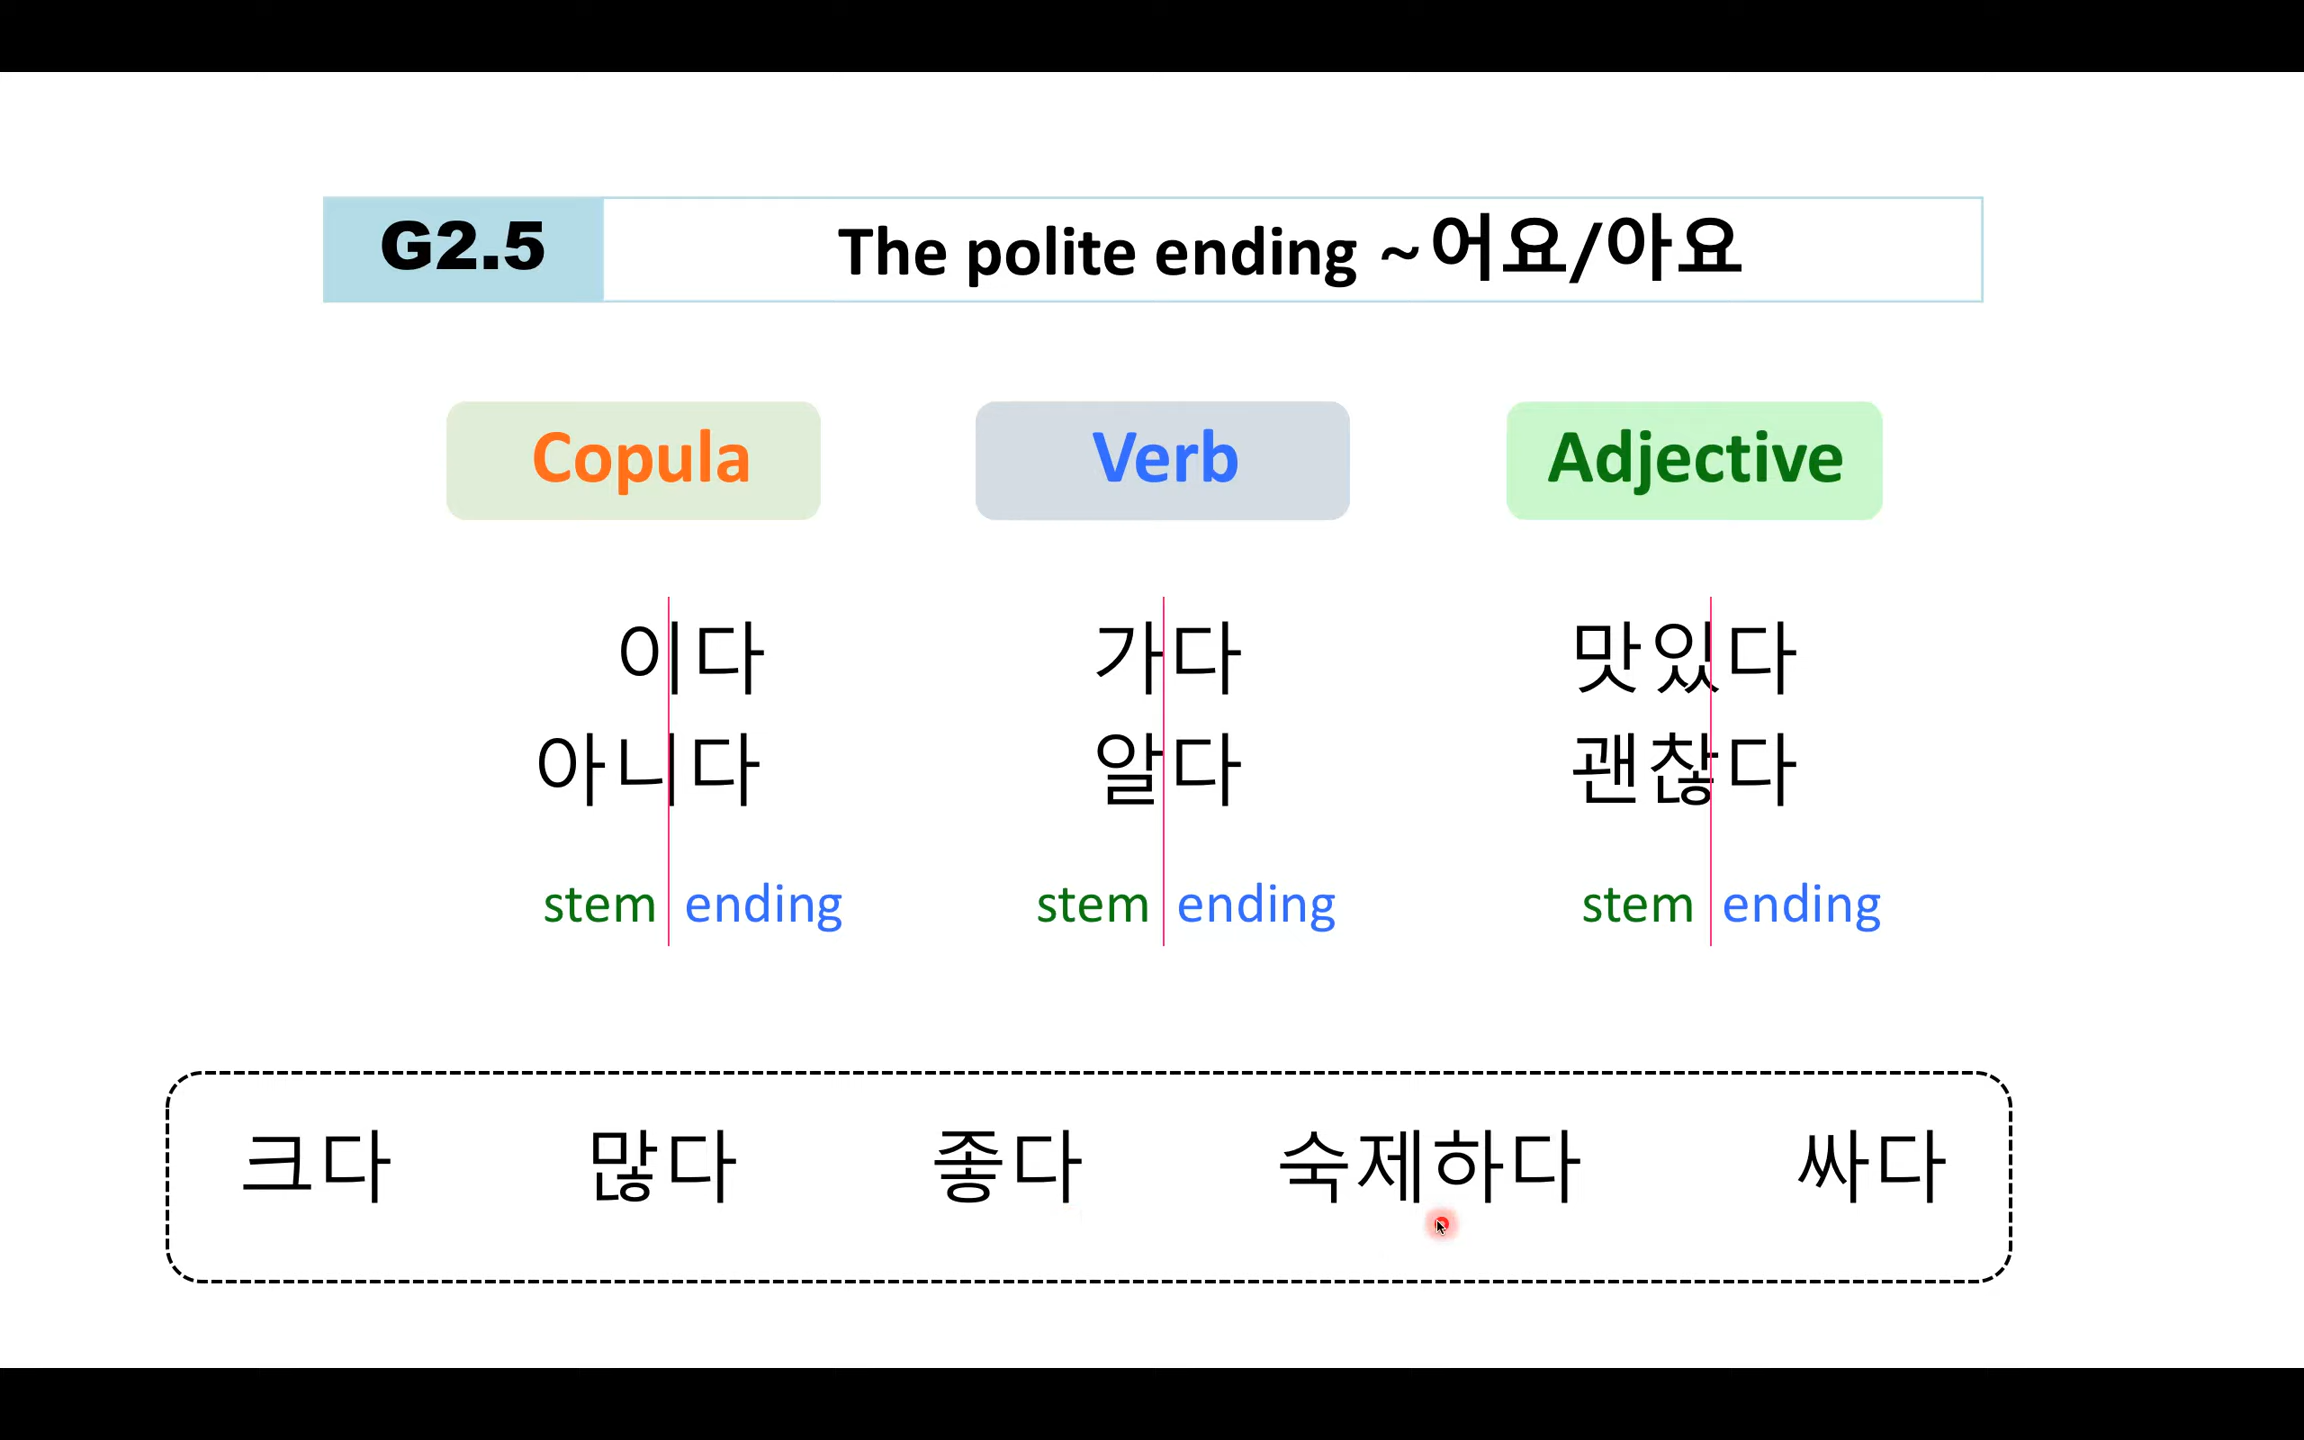 G2.5 The polite ending ~어요/아요
Copula Verb Adjective
이다 가다 맛있다
아니다 알다 괜찮다
stem ending stem ending stem ending
크다 많다 좋다 숙제하다 싸다